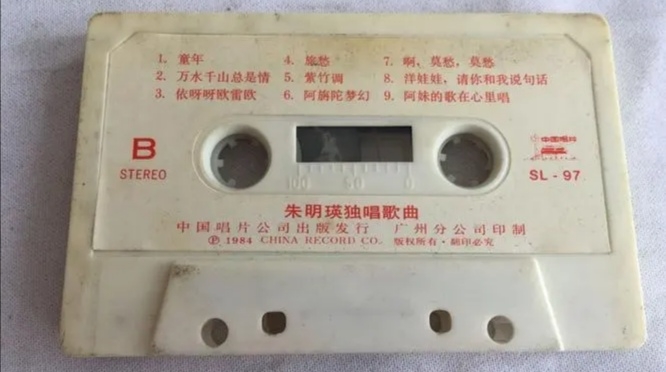 1. 童年 4. 旅愁 7. 啊，莫愁，莫愁
2. 万水千山总是情 5. 紫竹调 8. 洋娃娃，请你和我说句话
3. 依呀呀欧雷欧 6. 阿旃陀梦幻 9. 阿妹的歌在心里唱
B
STEREO
100 50 0
中国唱片
SL - 97
朱明瑛独唱歌曲
中国唱片公司出版发行 广州分公司印制
Ⓟ 1984 CHINA RECORD CO. 版权所有·翻印必究